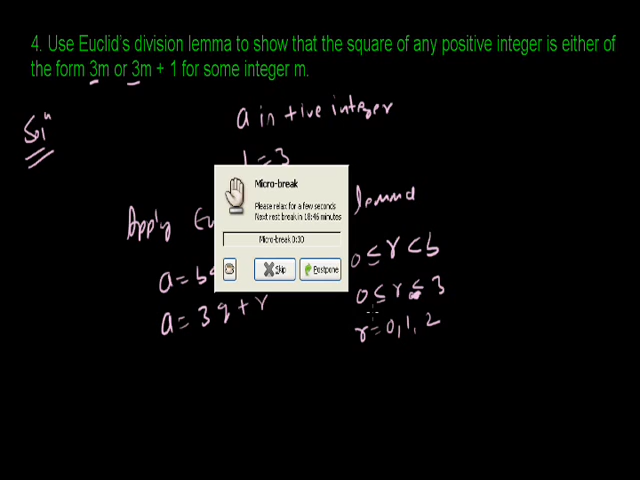 4. Use Euclid's division lemma to show that the square of any positive integer is either of
the form 3m or 3m + 1 for some integer m.
Solⁿ
a in +ive integer
= 3
Micro-break
Please relax for a few seconds
Next rest break in 18:46 minutes
Micro-break 0:30
Skip Postpone
Apply
a = b
0 ≤ r < b
a = 3q + r
0 ≤ r < 3
r = 0, 1, 2